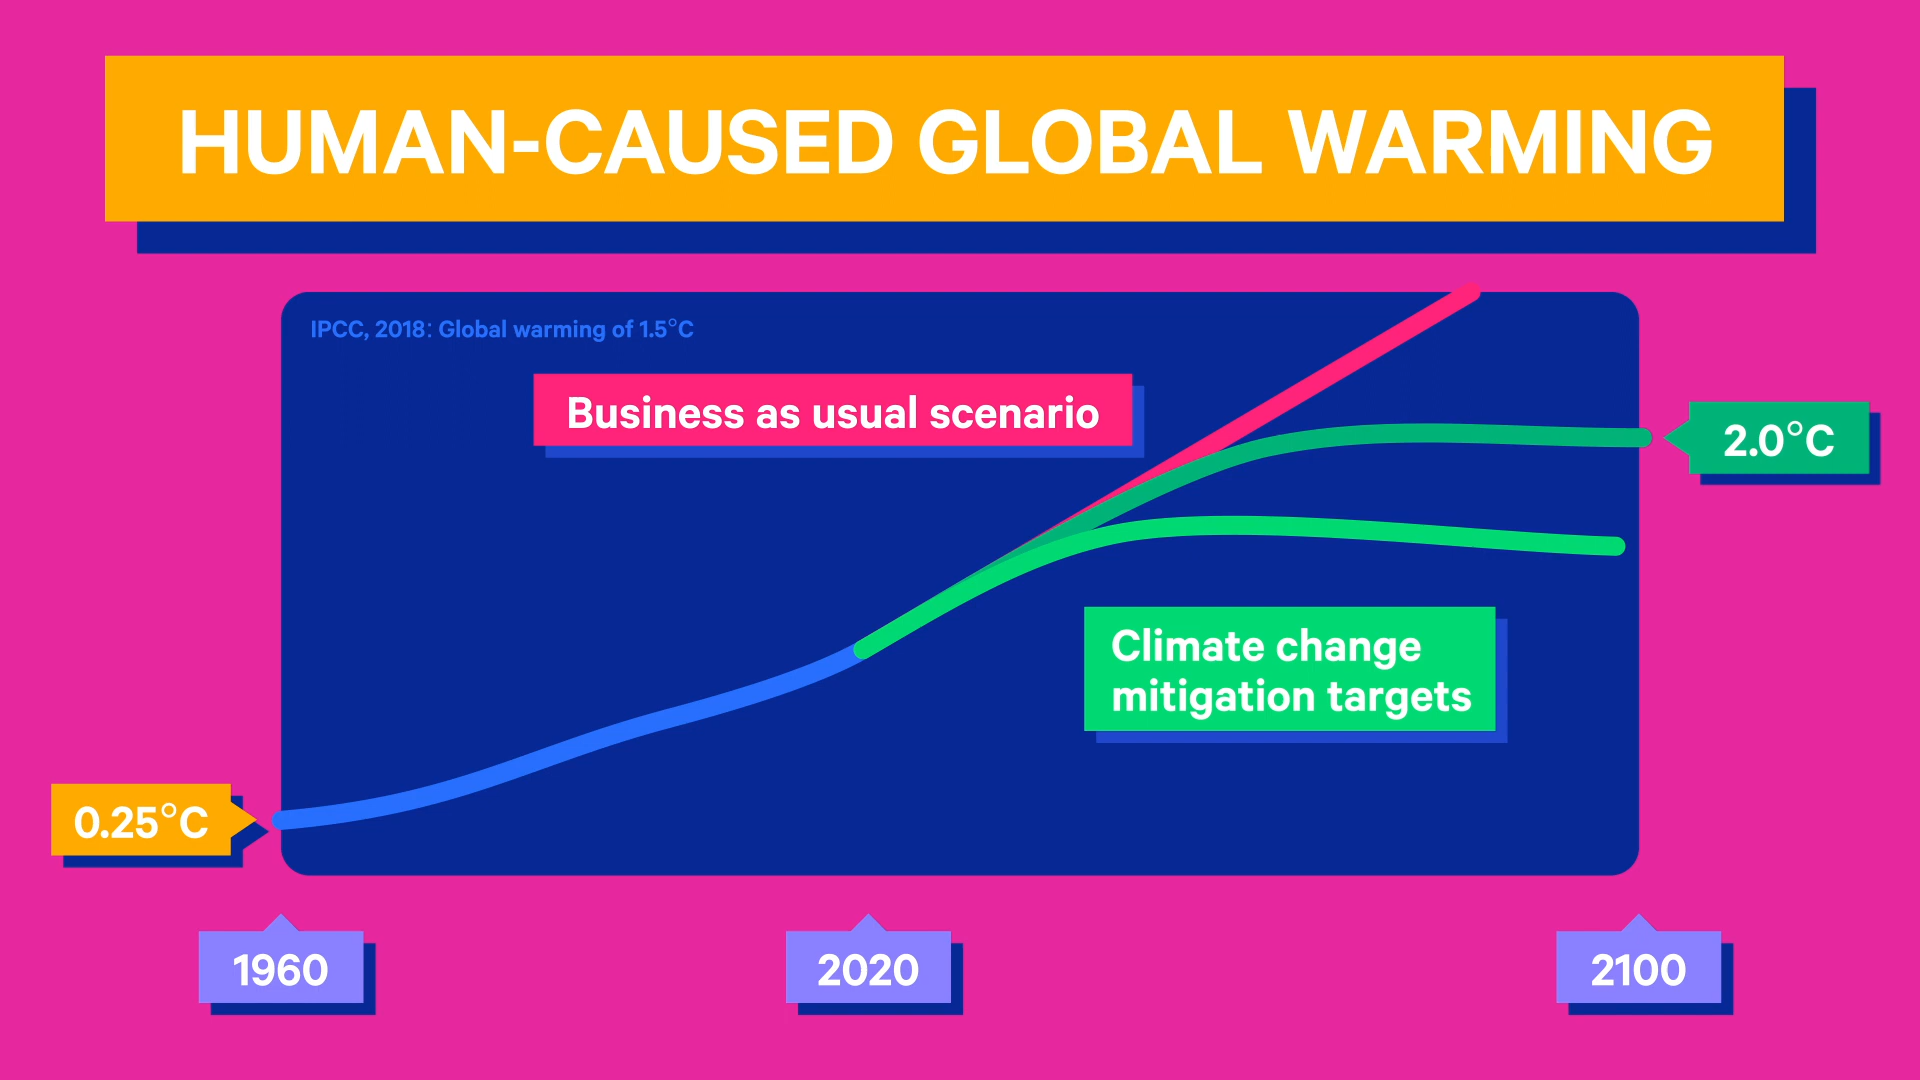 HUMAN-CAUSED GLOBAL WARMING
IPCC, 2018: Global warming of 1.5°C
Business as usual scenario
2.0°C
Climate change
mitigation targets
0.25°C
1960
2020
2100